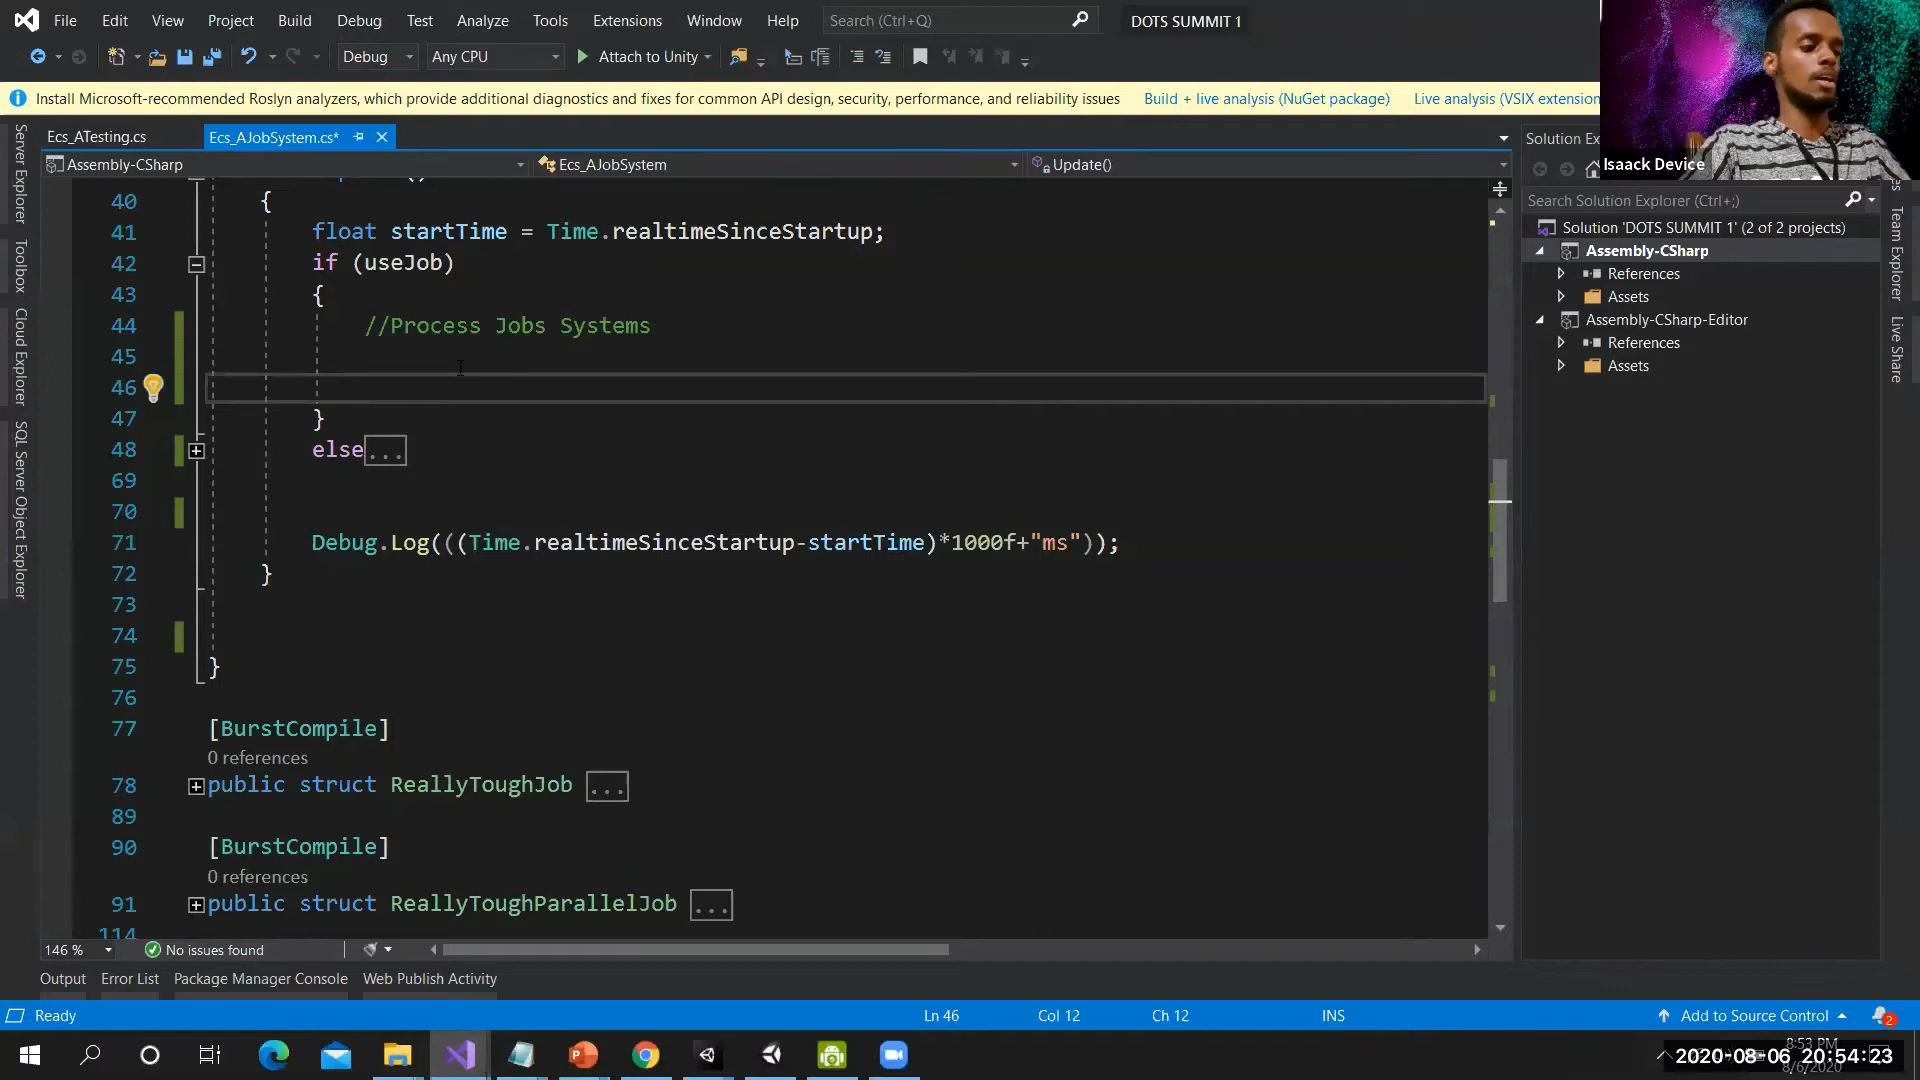 File Edit View Git Project Build Debug Test Analyze Tools Extensions Window Help Search (Ctrl+Q) DOTS SUMMIT 1
Debug Any CPU Attach to Unity
Install Microsoft-recommended Roslyn analyzers, which provide additional diagnostics and fixes for common API design, security, performance, and reliability issues Build + live analysis (NuGet package) Live analysis (VSIX extension
Ecs_ATesting.cs Ecs_AJobSystem.cs*
Assembly-CSharp Ecs_AJobSystem Update()
Server Explorer
Toolbox
Cloud Explorer
SQL Server Object Explorer
40 {
41 float startTime = Time.realtimeSinceStartup;
42 if (useJob)
43 {
44 //Process Jobs Systems
45
46
47 }
48 else...
69
70
71 Debug.Log(((Time.realtimeSinceStartup-startTime)*1000f+"ms"));
72 }
73
74
75 }
76
77 [BurstCompile]
0 references
78 public struct ReallyToughJob ...
89
90 [BurstCompile]
0 references
91 public struct ReallyToughParallelJob ...
114
146 % No issues found
Output Error List Package Manager Console Web Publish Activity
Ready Ln 46 Col 12 Ch 12 INS Add to Source Control 2
Solution Ex
Isaack Device
Search Solution Explorer (Ctrl+;)
Solution 'DOTS SUMMIT 1' (2 of 2 projects)
Assembly-CSharp
References
Assets
Assembly-CSharp-Editor
References
Assets
Team Explorer
Live Share
8:53 PM
2020-08-06 20:54:23
8/6/2020